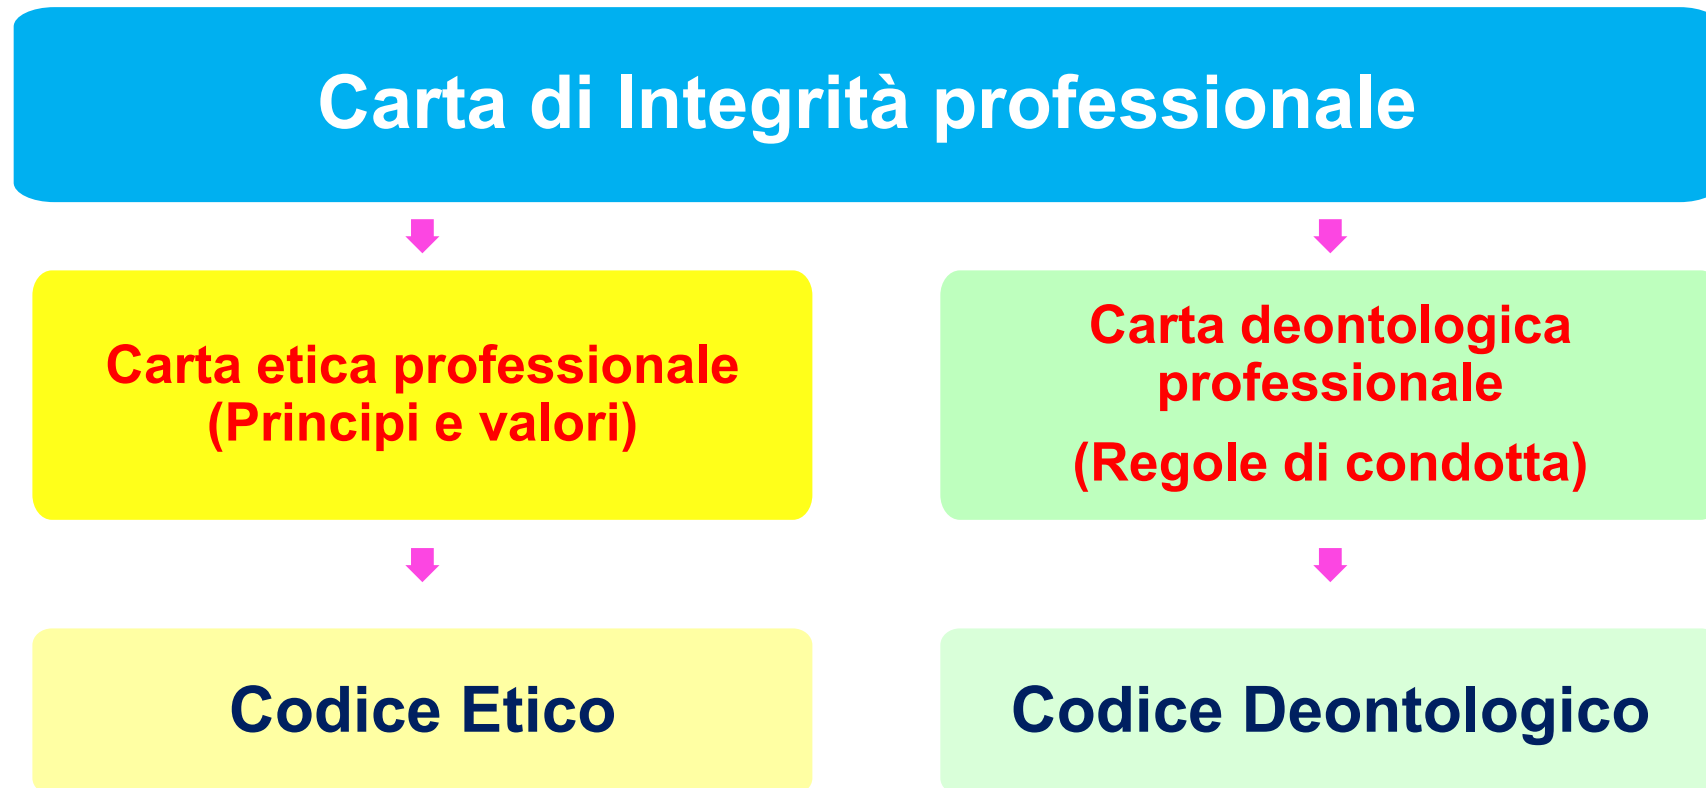 Carta di Integrità professionale
Carta etica professionale
(Principi e valori)
Carta deontologica
professionale
(Regole di condotta)
Codice Etico
Codice Deontologico